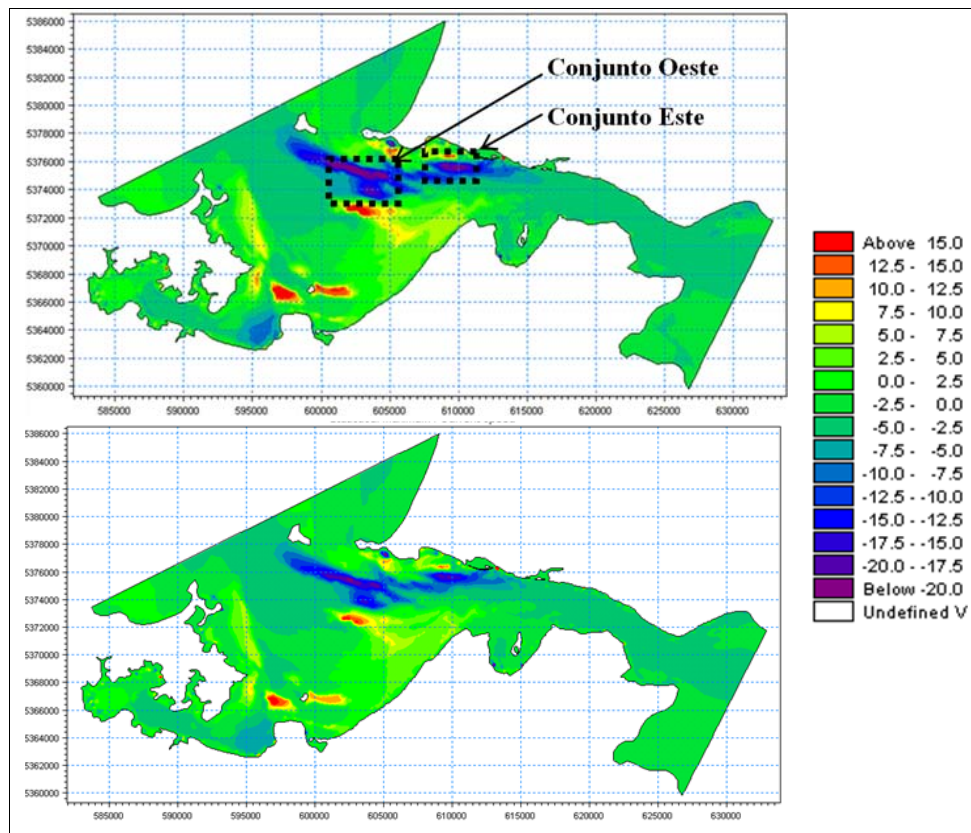 5386000
5384000
5382000
5380000
5378000
5376000
5374000
5372000
5370000
5368000
5366000
5364000
5362000
5360000
Conjunto Oeste
Conjunto Este
585000 590000 595000 600000 605000 610000 615000 620000 625000 630000
5386000
5384000
5382000
5380000
5378000
5376000
5374000
5372000
5370000
5368000
5366000
5364000
5362000
5360000
585000 590000 595000 600000 605000 610000 615000 620000 625000 630000
Above 15.0
12.5 - 15.0
10.0 - 12.5
7.5 - 10.0
5.0 - 7.5
2.5 - 5.0
0.0 - 2.5
-2.5 - 0.0
-5.0 - -2.5
-7.5 - -5.0
-10.0 - -7.5
-12.5 - -10.0
-15.0 - -12.5
-17.5 - -15.0
-20.0 - -17.5
Below -20.0
Undefined V